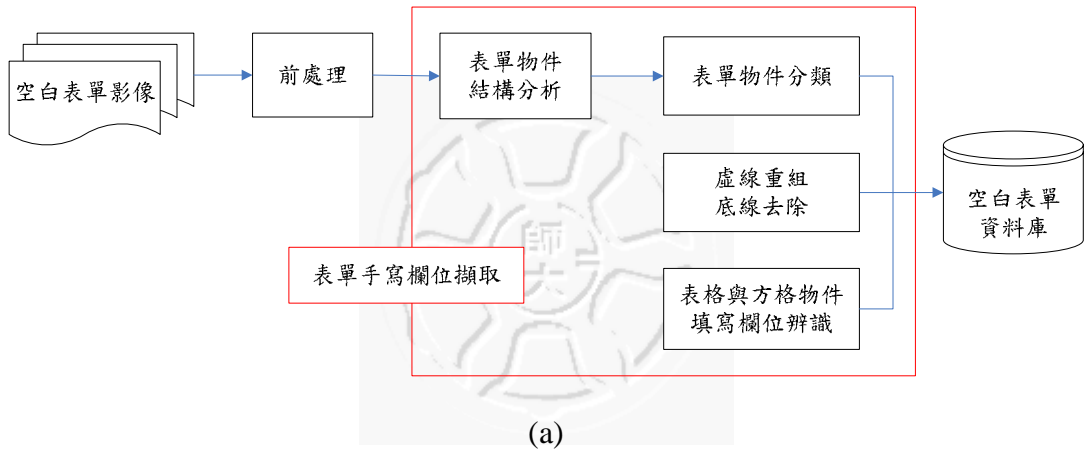 空白表單影像
前處理
表單物件
結構分析
表單物件分類
虛線重組
底線去除
空白表單
資料庫
表單手寫欄位擷取
表格與方格物件
填寫欄位辨識
師大
(a)